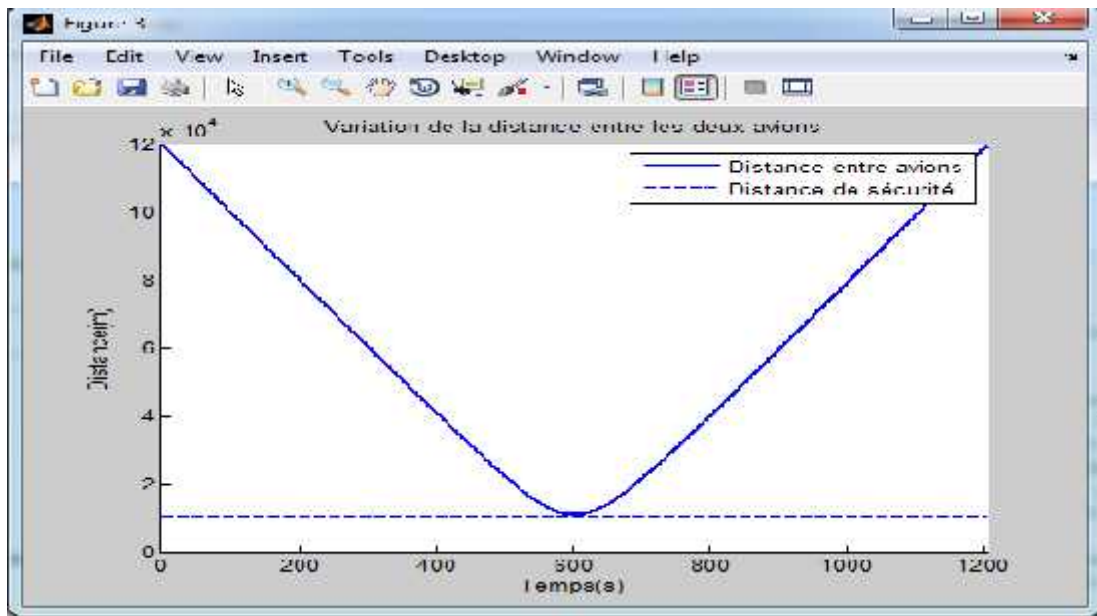 Figure 3
File Edit View Insert Tools Desktop Window Help
Variation de la distance entre les deux avions
× 10⁴
12
10
8
6
4
2
0
Distance(m)
Distance entre avions
Distance de sécurité
0 200 400 600 800 1000 1200
Temps(s)